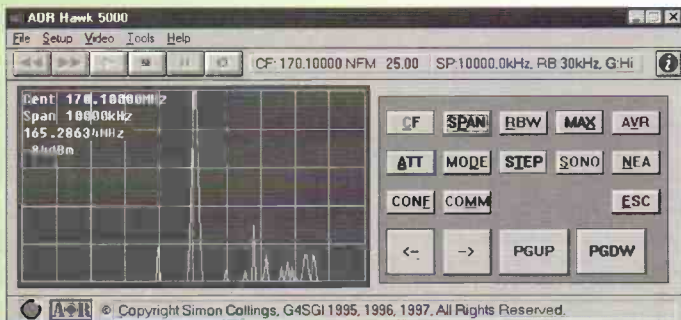 AOR Hawk 5000
File Setup Video Tools Help
CF: 170.10000 NFM 25.00 SP:10000.0kHz, RB:30kHz, G:Hi
Cent 170.10000MHz
Span 10000kHz
165.28634MHz
-84dBm
CF SPAN RBW MAX AVR
ATT MODE STEP SONO NEA
CONF COMM ESC
<- -> PGUP PGDW
AOR © Copyright Simon Collings, G4SGI 1995, 1996, 1997, All Rights Reserved.